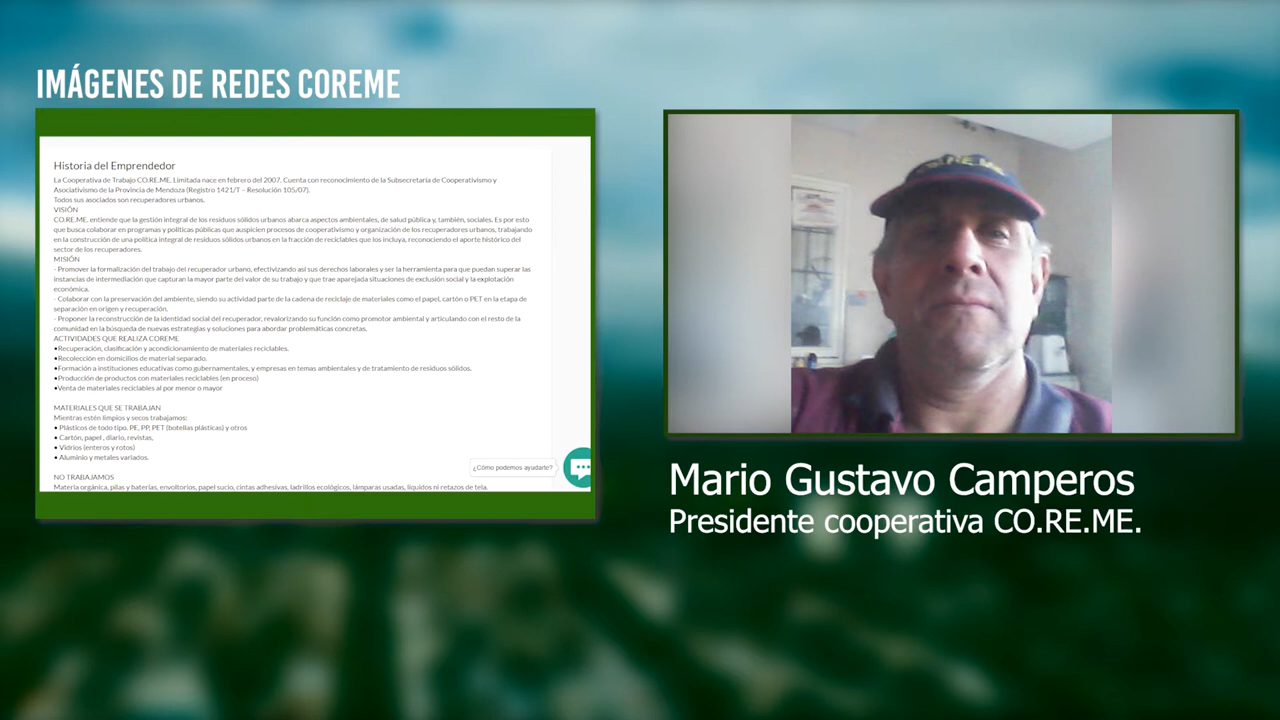 IMÁGENES DE REDES COREME
Historia del Emprendedor
La Cooperativa de Trabajo CO.RE.ME. Limitada nace en febrero del 2007. Cuenta con reconocimiento de la Subsecretaría de Cooperativismo y
Asociativismo de la Provincia de Mendoza (Registro 1421/T – Resolución 105/07).
Todos sus asociados son recuperadores urbanos.
VISIÓN
CO.RE.ME. entiende que la gestión integral de los residuos sólidos urbanos abarca aspectos ambientales, de salud pública y, también, sociales. Es por esto
que busca colaborar en programas y políticas públicas que auspicien procesos de cooperativismo y organización de los recuperadores urbanos, trabajando
en la construcción de una política integral de residuos sólidos urbanos en la fracción de reciclables que los incluya, reconociendo el aporte histórico del
sector de los recuperadores.
MISIÓN
- Promover la formalización del trabajo del recuperador urbano, efectivizando así sus derechos laborales y ser la herramienta para que puedan superar las
instancias de intermediación que capturan la mayor parte del valor de su trabajo y que trae aparejada situaciones de exclusión social y la explotación
económica.
- Colaborar con la preservación del ambiente, siendo su actividad parte de la cadena de reciclaje de materiales como el papel, cartón o PET en la etapa de
separación en origen y recuperación.
- Proponer la reconstrucción de la identidad social del recuperador, revalorizando su función como promotor ambiental y articulando con el resto de la
comunidad en la búsqueda de nuevas estrategias y soluciones para abordar problemáticas concretas.
ACTIVIDADES QUE REALIZA COREME
•Recuperación, clasificación y acondicionamiento de materiales reciclables.
•Recolección en domicilios de material separado.
•Formación a instituciones educativas como gubernamentales, y empresas en temas ambientales y de tratamiento de residuos sólidos.
•Producción de productos con materiales reciclables (en proceso)
•Venta de materiales reciclables al por menor o mayor
MATERIALES QUE SE TRABAJAN
Mientras estén limpios y secos trabajamos:
• Plásticos de todo tipo. PE, PP, PET (botellas plásticas) y otros
• Cartón, papel , diario, revistas,
• Vidrios (enteros y rotos)
• Aluminio y metales variados.
¿Cómo podemos ayudarte?
NO TRABAJAMOS
Materia orgánica, pilas y baterías, envoltorios, papel sucio, cintas adhesivas, ladrillos ecológicos, lámparas usadas, líquidos ni retazos de tela.
Mario Gustavo Camperos
Presidente cooperativa CO.RE.ME.